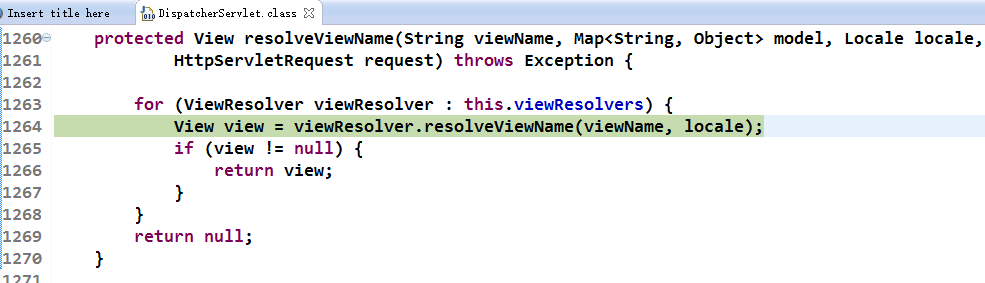 Insert title here DispatcherServlet.class
1260 protected View resolveViewName(String viewName, Map<String, Object> model, Locale locale,
1261 HttpServletRequest request) throws Exception {
1262
1263 for (ViewResolver viewResolver : this.viewResolvers) {
1264 View view = viewResolver.resolveViewName(viewName, locale);
1265 if (view != null) {
1266 return view;
1267 }
1268 }
1269 return null;
1270 }
1271